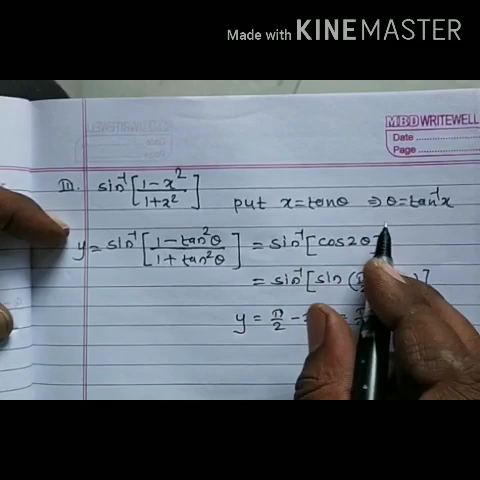 Made with KINEMASTER
MBD WRITEWELL
Date
Page
III. sin⁻¹[1-x²/1+x²] put x=tanθ ⇒ θ=tan⁻¹x
y = sin⁻¹[1-tan²θ/1+tan²θ] = sin⁻¹[cos2θ]
= sin⁻¹[sin(π )]
y = π/2 -